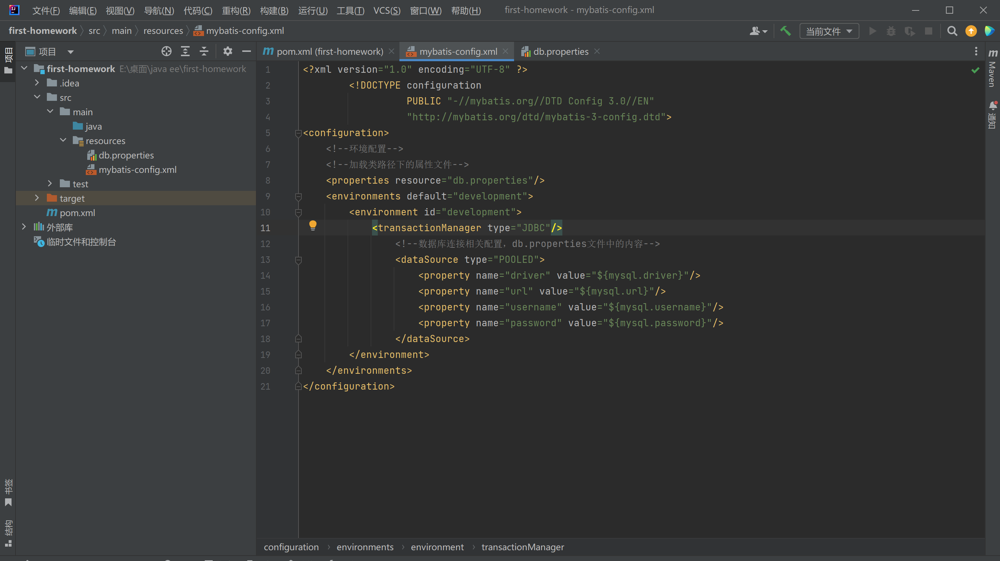 文件(F) 编辑(E) 视图(V) 导航(N) 代码(C) 重构(R) 构建(B) 运行(U) 工具(T) VCS(S) 窗口(W) 帮助(H) first-homework - mybatis-config.xml
first-homework src main resources mybatis-config.xml
当前文件
项目
项目
first-homework E:\桌面\java ee\first-homework
.idea
src
main
java
resources
db.properties
mybatis-config.xml
test
target
pom.xml
外部库
临时文件和控制台
书签
结构
pom.xml (first-homework) mybatis-config.xml db.properties
1 <?xml version="1.0" encoding="UTF-8" ?>
2 <!DOCTYPE configuration
3 PUBLIC "-//mybatis.org//DTD Config 3.0//EN"
4 "http://mybatis.org/dtd/mybatis-3-config.dtd">
5 <configuration>
6 <!--环境配置-->
7 <!--加载类路径下的属性文件-->
8 <properties resource="db.properties"/>
9 <environments default="development">
10 <environment id="development">
11 <transactionManager type="JDBC"/>
12 <!--数据库连接相关配置，db.properties文件中的内容-->
13 <dataSource type="POOLED">
14 <property name="driver" value="${mysql.driver}"/>
15 <property name="url" value="${mysql.url}"/>
16 <property name="username" value="${mysql.username}"/>
17 <property name="password" value="${mysql.password}"/>
18 </dataSource>
19 </environment>
20 </environments>
21 </configuration>
configuration environments environment transactionManager
Maven
通知